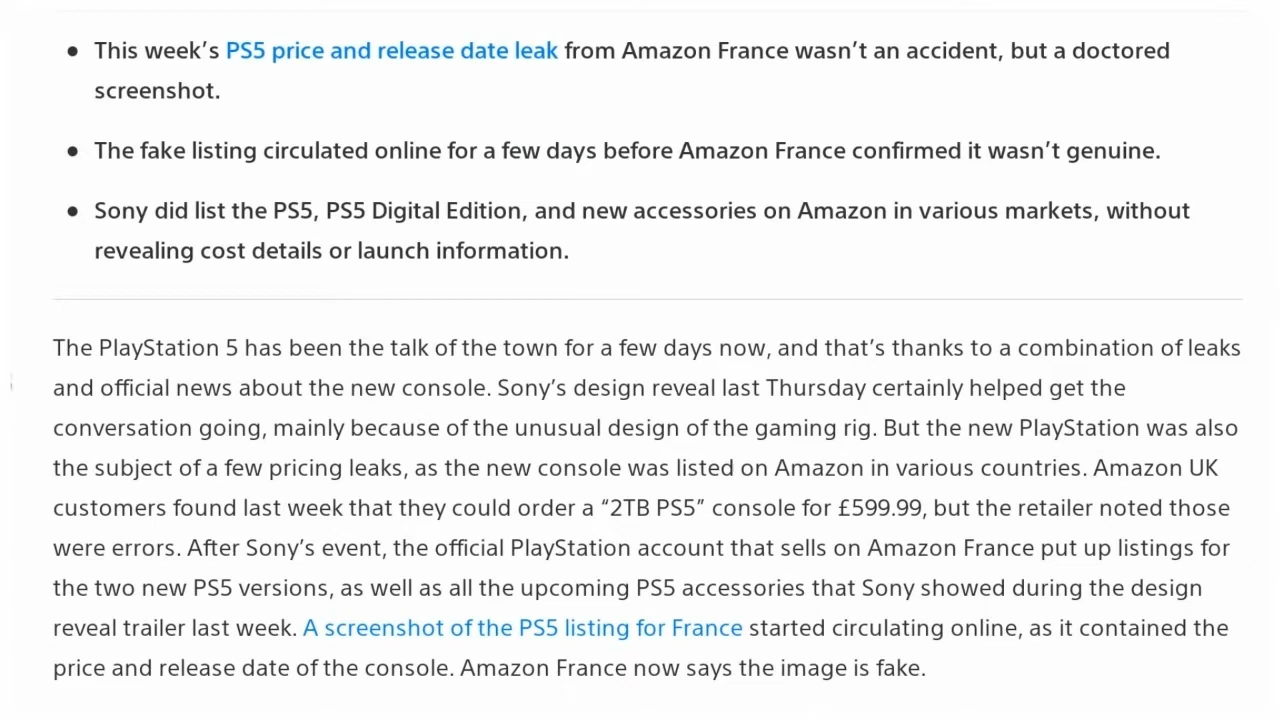 ● This week’s PS5 price and release date leak from Amazon France wasn’t an accident, but a doctored
screenshot.
● The fake listing circulated online for a few days before Amazon France confirmed it wasn’t genuine.
● Sony did list the PS5, PS5 Digital Edition, and new accessories on Amazon in various markets, without
revealing cost details or launch information.
The PlayStation 5 has been the talk of the town for a few days now, and that’s thanks to a combination of leaks
and official news about the new console. Sony’s design reveal last Thursday certainly helped get the
conversation going, mainly because of the unusual design of the gaming rig. But the new PlayStation was also
the subject of a few pricing leaks, as the new console was listed on Amazon in various countries. Amazon UK
customers found last week that they could order a “2TB PS5” console for £599.99, but the retailer noted those
were errors. After Sony’s event, the official PlayStation account that sells on Amazon France put up listings for
the two new PS5 versions, as well as all the upcoming PS5 accessories that Sony showed during the design
reveal trailer last week. A screenshot of the PS5 listing for France started circulating online, as it contained the
price and release date of the console. Amazon France now says the image is fake.